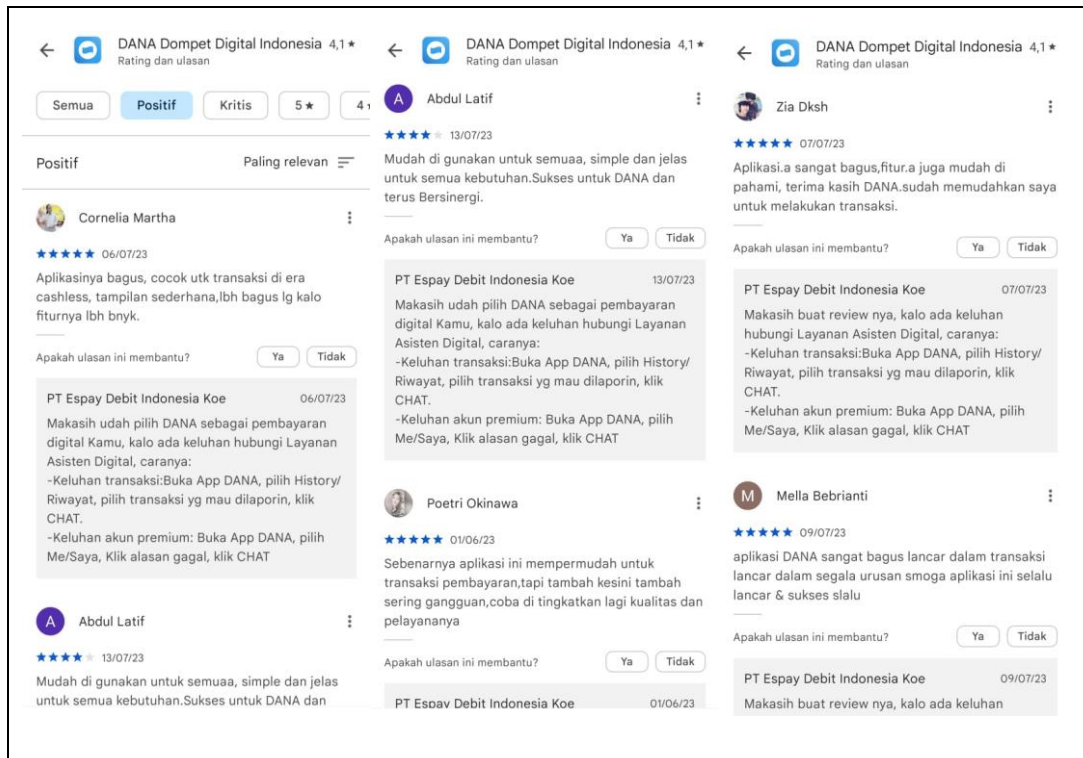 DANA Dompet Digital Indonesia 4,1★
Rating dan ulasan
Semua
Positif
Kritis
5★
4
Positif
Paling relevan
Cornelia Martha
06/07/23
Aplikasinya bagus, cocok utk transaksi di era
cashless, tampilan sederhana,lbh bagus lg kalo
fiturnya lbh bnyk.
Apakah ulasan ini membantu?
Ya
Tidak
PT Espay Debit Indonesia Koe 06/07/23
Makasih udah pilih DANA sebagai pembayaran
digital Kamu, kalo ada keluhan hubungi Layanan
Asisten Digital, caranya:
-Keluhan transaksi:Buka App DANA, pilih History/
Riwayat, pilih transaksi yg mau dilaporin, klik
CHAT.
-Keluhan akun premium: Buka App DANA, pilih
Me/Saya, Klik alasan gagal, klik CHAT
A
Abdul Latif
13/07/23
Mudah di gunakan untuk semuaa, simple dan jelas
untuk semua kebutuhan.Sukses untuk DANA dan
DANA Dompet Digital Indonesia 4,1★
Rating dan ulasan
A
Abdul Latif
13/07/23
Mudah di gunakan untuk semuaa, simple dan jelas
untuk semua kebutuhan.Sukses untuk DANA dan
terus Bersinergi.
Apakah ulasan ini membantu?
Ya
Tidak
PT Espay Debit Indonesia Koe 13/07/23
Makasih udah pilih DANA sebagai pembayaran
digital Kamu, kalo ada keluhan hubungi Layanan
Asisten Digital, caranya:
-Keluhan transaksi:Buka App DANA, pilih History/
Riwayat, pilih transaksi yg mau dilaporin, klik
CHAT.
-Keluhan akun premium: Buka App DANA, pilih
Me/Saya, Klik alasan gagal, klik CHAT
Poetri Okinawa
01/06/23
Sebenarnya aplikasi ini mempermudah untuk
transaksi pembayaran,tapi tambah kesini tambah
sering gangguan,coba di tingkatkan lagi kualitas dan
pelayananya
Apakah ulasan ini membantu?
Ya
Tidak
PT Espay Debit Indonesia Koe 01/06/23
DANA Dompet Digital Indonesia 4,1★
Rating dan ulasan
Zia Dksh
07/07/23
Aplikasi.a sangat bagus,fitur.a juga mudah di
pahami, terima kasih DANA.sudah memudahkan saya
untuk melakukan transaksi.
Apakah ulasan ini membantu?
Ya
Tidak
PT Espay Debit Indonesia Koe 07/07/23
Makasih buat review nya, kalo ada keluhan
hubungi Layanan Asisten Digital, caranya:
-Keluhan transaksi:Buka App DANA, pilih History/
Riwayat, pilih transaksi yg mau dilaporin, klik
CHAT.
-Keluhan akun premium: Buka App DANA, pilih
Me/Saya, Klik alasan gagal, klik CHAT
M
Mella Bebrianti
09/07/23
aplikasi DANA sangat bagus lancar dalam transaksi
lancar dalam segala urusan smoga aplikasi ini selalu
lancar & sukses slalu
Apakah ulasan ini membantu?
Ya
Tidak
PT Espay Debit Indonesia Koe 09/07/23
Makasih buat review nya, kalo ada keluhan